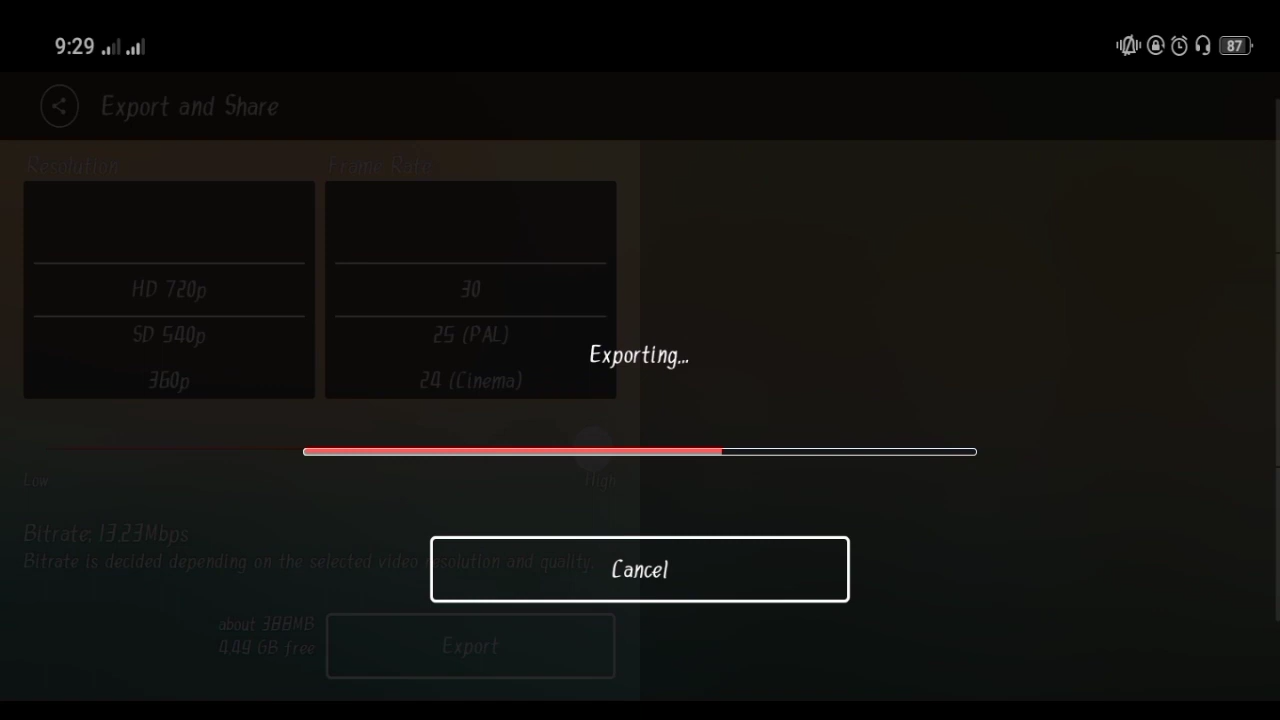 9:29
87
Export and Share
Resolution
Frame Rate
HD 720p
30
SD 540p
25 (PAL)
Exporting...
360p
24 (Cinema)
Low
High
Bitrate: 13.23Mbps
Bitrate is decided depending on the selected video resolution and quality.
Cancel
about 388MB
4.49 GB free
Export